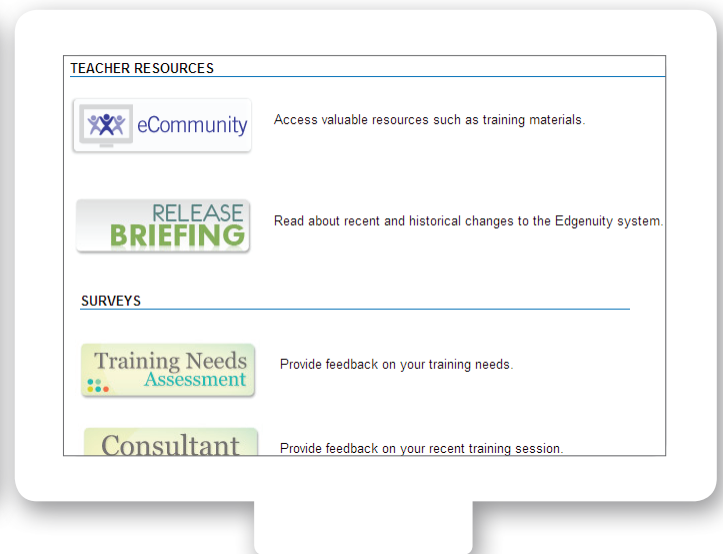 TEACHER RESOURCES
eCommunity
Access valuable resources such as training materials.
RELEASE
BRIEFING
Read about recent and historical changes to the Edgenuity system.
SURVEYS
Training Needs
Assessment
Provide feedback on your training needs.
Consultant
Provide feedback on your recent training session.